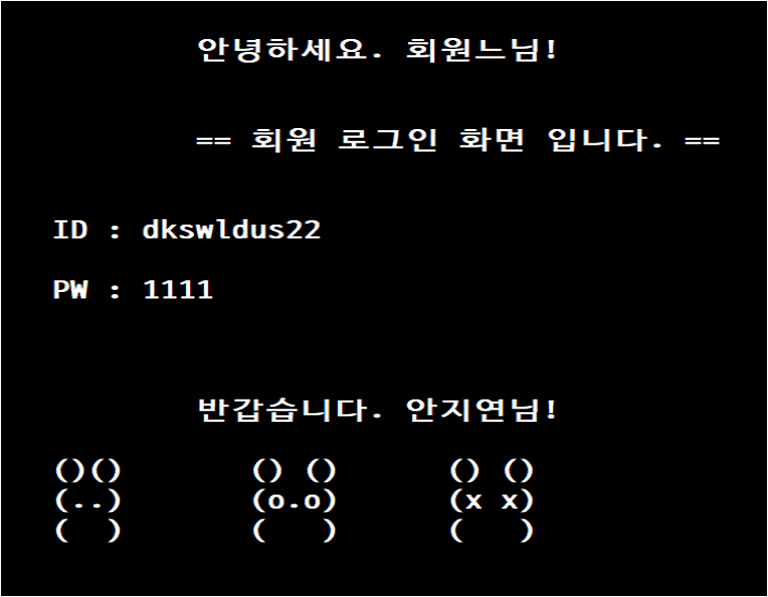 안녕하세요. 회원느님!
== 회원 로그인 화면 입니다. ==
ID : dkswldus22
PW : 1111
반갑습니다. 안지연님!
()() () () () ()
(..) (o.o) (x x)
( ) ( ) ( )